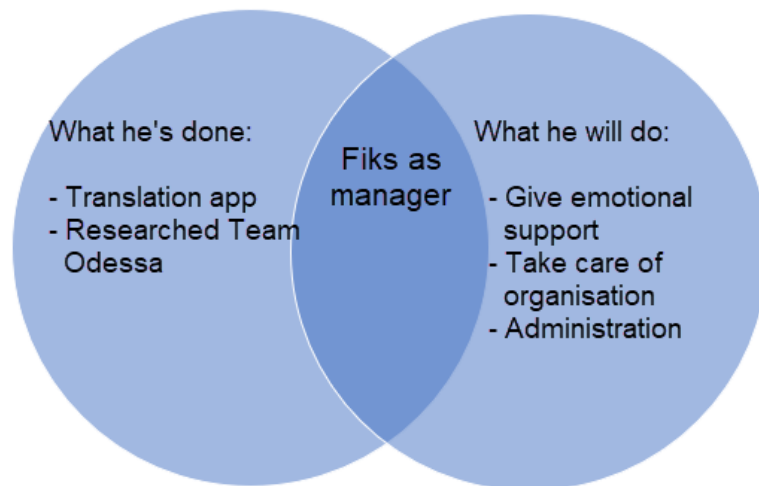 What he's done:
- Translation app
- Researched Team
Odessa
Fiks as
manager
What he will do:
- Give emotional
support
- Take care of
organisation
- Administration